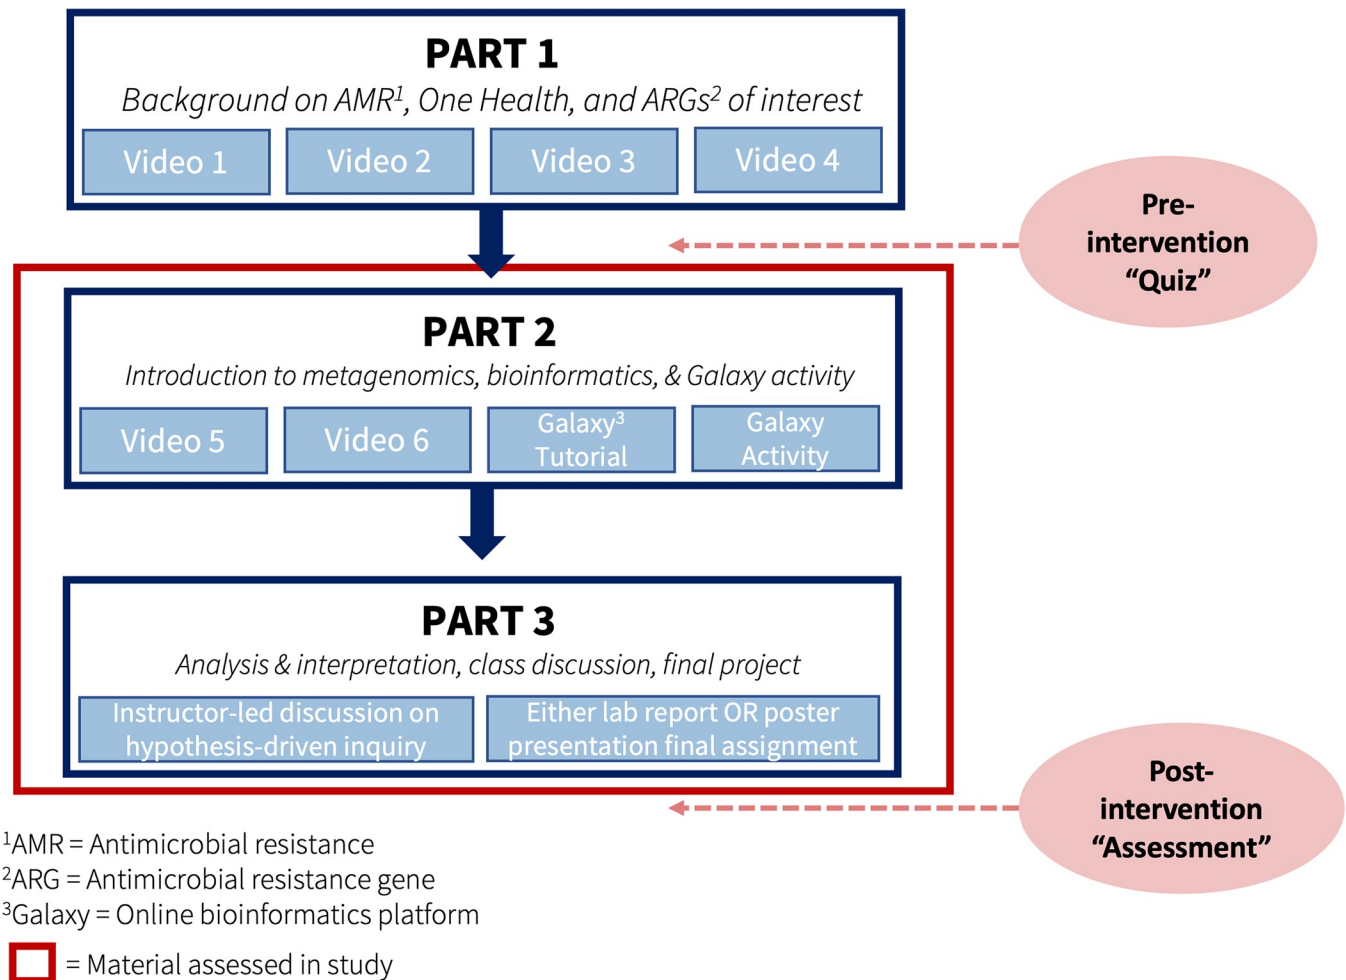 PART 1
Background on AMR¹, One Health, and ARGs² of interest
Video 1
Video 2
Video 3
Video 4
Pre-
intervention
“Quiz”
PART 2
Introduction to metagenomics, bioinformatics, & Galaxy activity
Video 5
Video 6
Galaxy³
Tutorial
Galaxy
Activity
PART 3
Analysis & interpretation, class discussion, final project
Instructor-led discussion on
hypothesis-driven inquiry
Either lab report OR poster
presentation final assignment
Post-
intervention
“Assessment”
¹AMR = Antimicrobial resistance
²ARG = Antimicrobial resistance gene
³Galaxy = Online bioinformatics platform
= Material assessed in study